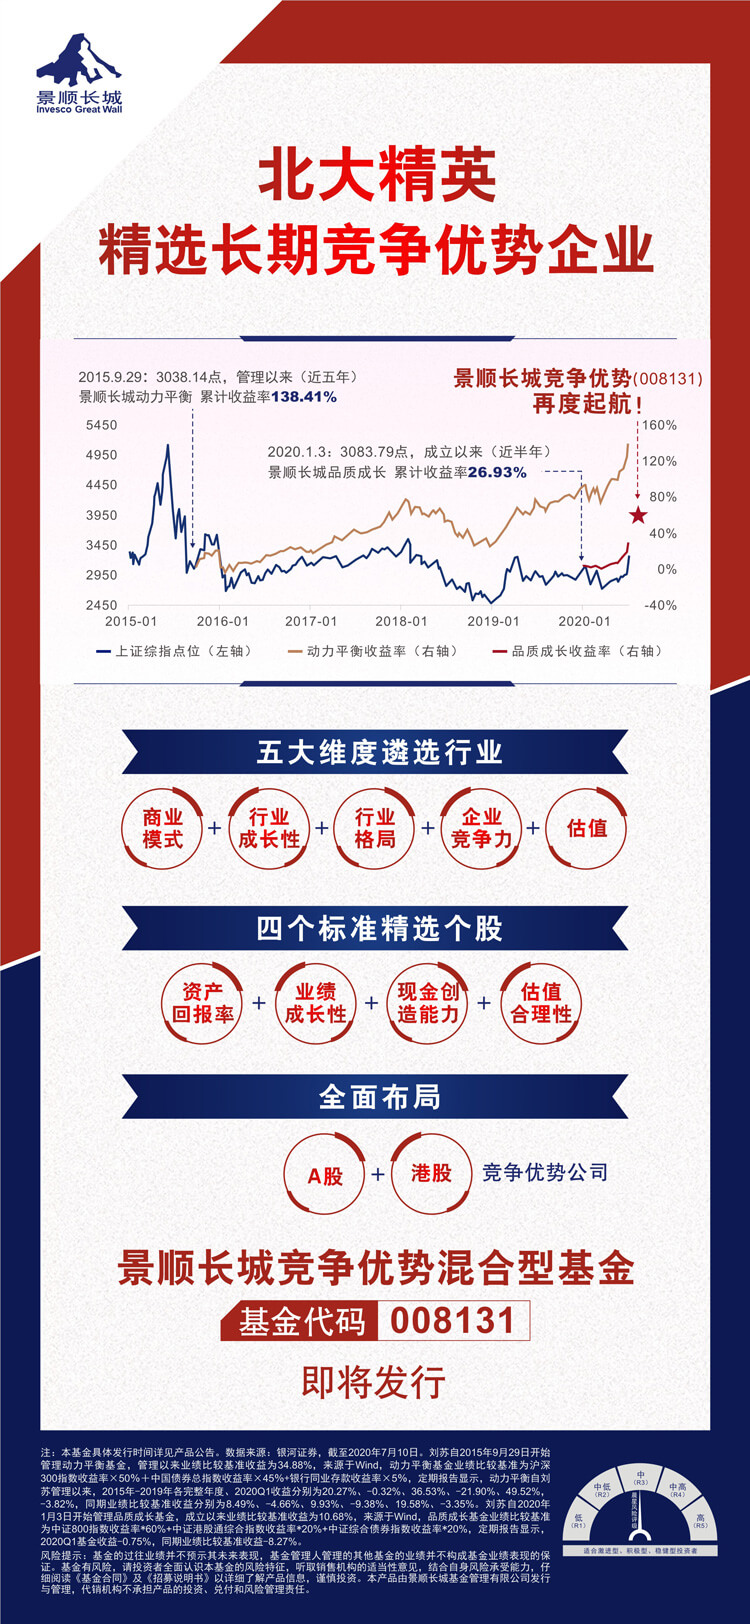 景顺长城
Invesco Great Wall
北大精英
精选长期竞争优势企业
2015.9.29：3038.14点，管理以来（近五年）
景顺长城动力平衡 累计收益率138.41%
景顺长城竞争优势(008131)
再度起航！
2020.1.3：3083.79点，成立以来（近半年）
景顺长城品质成长 累计收益率26.93%
5450
4950
4450
3950
3450
2950
2450
160%
120%
80%
40%
0%
-40%
2015-01 2016-01 2017-01 2018-01 2019-01 2020-01
上证综指点位（左轴） 动力平衡收益率（右轴） 品质成长收益率（右轴）
五大维度遴选行业
商业模式 + 行业成长性 + 行业格局 + 企业竞争力 + 估值
四个标准精选个股
资产回报率 + 业绩成长性 + 现金创造能力 + 估值合理性
全面布局
A股 + 港股 竞争优势公司
景顺长城竞争优势混合型基金
基金代码 008131
即将发行
注：本基金具体发行时间详见产品公告。数据来源：银河证券，截至2020年7月10日。刘苏自2015年9月29日开始
管理动力平衡基金，管理以来业绩比较基准收益为34.88%，来源于Wind，动力平衡基金业绩比较基准为沪深
300指数收益率×50%＋中国债券总指数收益率×45%+银行同业存款收益率×5%，定期报告显示，动力平衡自刘
苏管理以来，2015年-2019年各完整年度、2020Q1收益分别为20.27%、-0.32%、36.53%、-21.90%、49.52%，
-3.82%，同期业绩比较基准收益分别为8.49%、-4.66%、9.93%、-9.38%、19.58%、-3.35%。刘苏自2020年
1月3日开始管理品质成长基金，成立以来业绩比较基准收益为10.68%，来源于Wind，品质成长基金业绩比较基准
为中证800指数收益率*60%+中证港股通综合指数收益率*20%+中证综合债券指数收益率*20%，定期报告显示，
2020Q1基金收益-0.75%，同期业绩比较基准收益-8.27%。
风险提示：基金的过往业绩并不预示其未来表现，基金管理人管理的其他基金的业绩并不构成基金业绩表现的保
证。基金有风险，请投资者全面认识本基金的风险特征，听取销售机构的适当性意见，结合自身风险承受能力，仔
细阅读《基金合同》及《招募说明书》以详细了解产品信息，谨慎投资。本产品由景顺长城基金管理有限公司发行
与管理，代销机构不承担产品的投资、兑付和风险管理责任。
低
(R1)
中低
(R2)
中
(R3)
中高
(R4)
高
(R5)
适合激进型、积极型、稳健型投资者